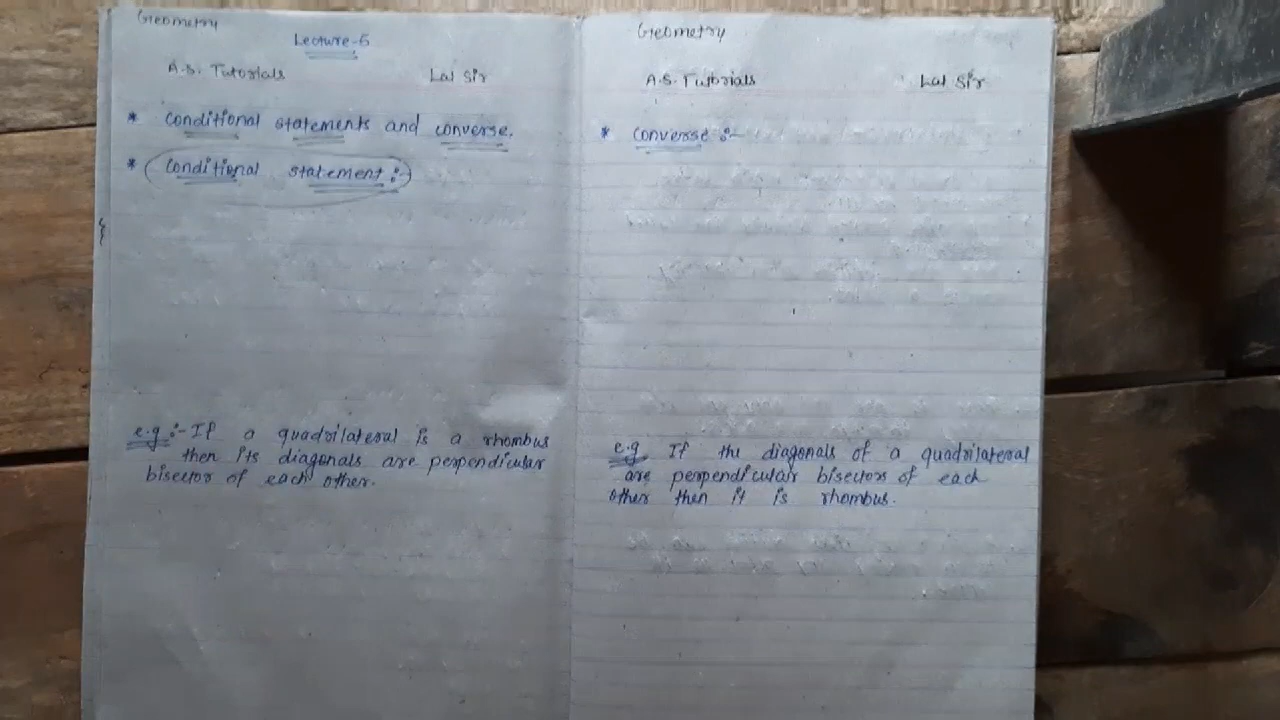 Geometry
Lecture-5
A.S. Tutorials Lal Sir
* Conditional statements and converse.
* Conditional statement :-
e.g :- If a quadrilateral is a rhombus
then its diagonals are perpendicular
bisector of each other.
Geometry
A.S. Tutorials Lal Sir
* Converse :-
e.g If the diagonals of a quadrilateral
are perpendicular bisectors of each
other then it is rhombus.